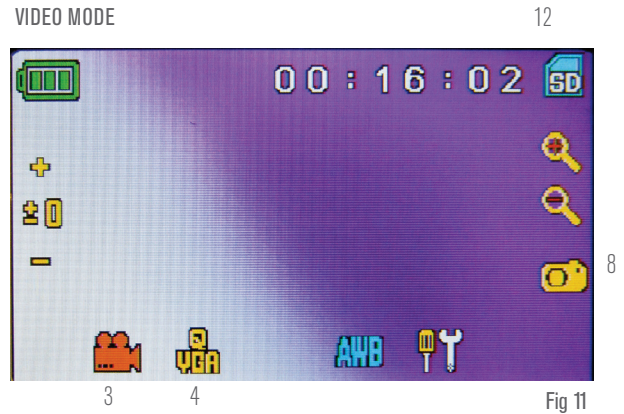 VIDEO MODE 12
00:16:02 SD
+
±0
-
8
Q
VGA AWB
3 4 Fig 11